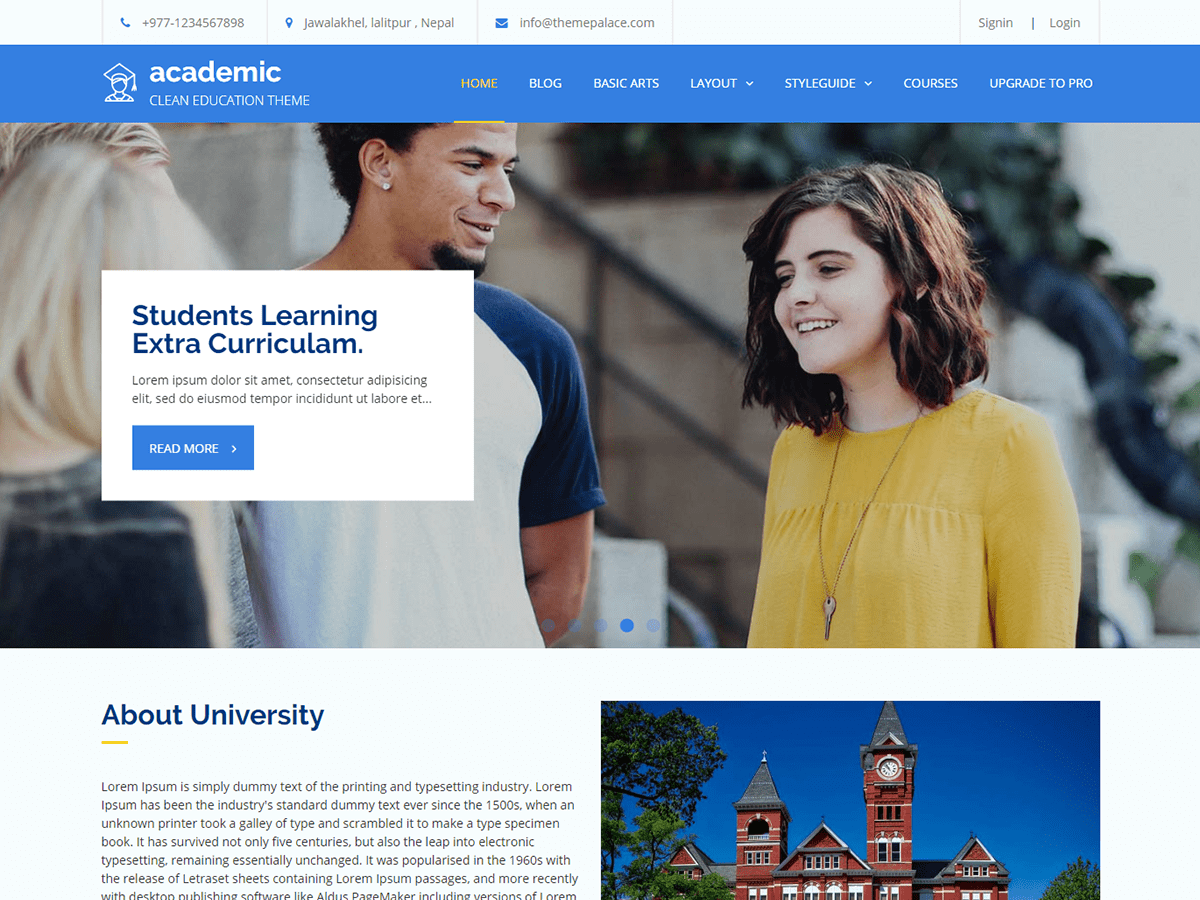 +977-1234567898
Jawalakhel, lalitpur , Nepal
info@themepalace.com
Signin | Login
academic
CLEAN EDUCATION THEME
HOME BLOG BASIC ARTS LAYOUT STYLEGUIDE COURSES UPGRADE TO PRO
Students Learning
Extra Curriculam.
Lorem ipsum dolor sit amet, consectetur adipisicing
elit, sed do eiusmod tempor incididunt ut labore et...
READ MORE
About University
Lorem Ipsum is simply dummy text of the printing and typesetting industry. Lorem
Ipsum has been the industry's standard dummy text ever since the 1500s, when an
unknown printer took a galley of type and scrambled it to make a type specimen
book. It has survived not only five centuries, but also the leap into electronic
typesetting, remaining essentially unchanged. It was popularised in the 1960s with
the release of Letraset sheets containing Lorem Ipsum passages, and more recently
with desktop publishing software like Aldus PageMaker including versions of Lorem